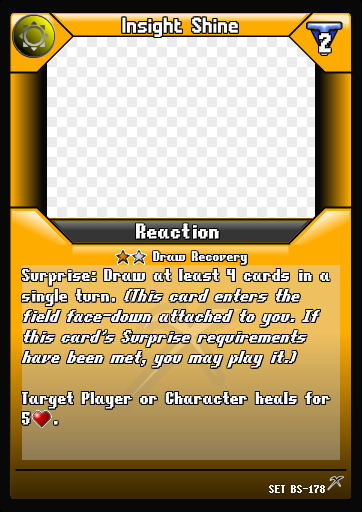 Insight Shine
2
Reaction
Draw Recovery
Surprise: Draw at least 4 cards in a
single turn. (This card enters the
field face-down attached to you. If
this card's Surprise requirements
have been met, you may play it.)
Target Player or Character heals for
5.
SET BS-178